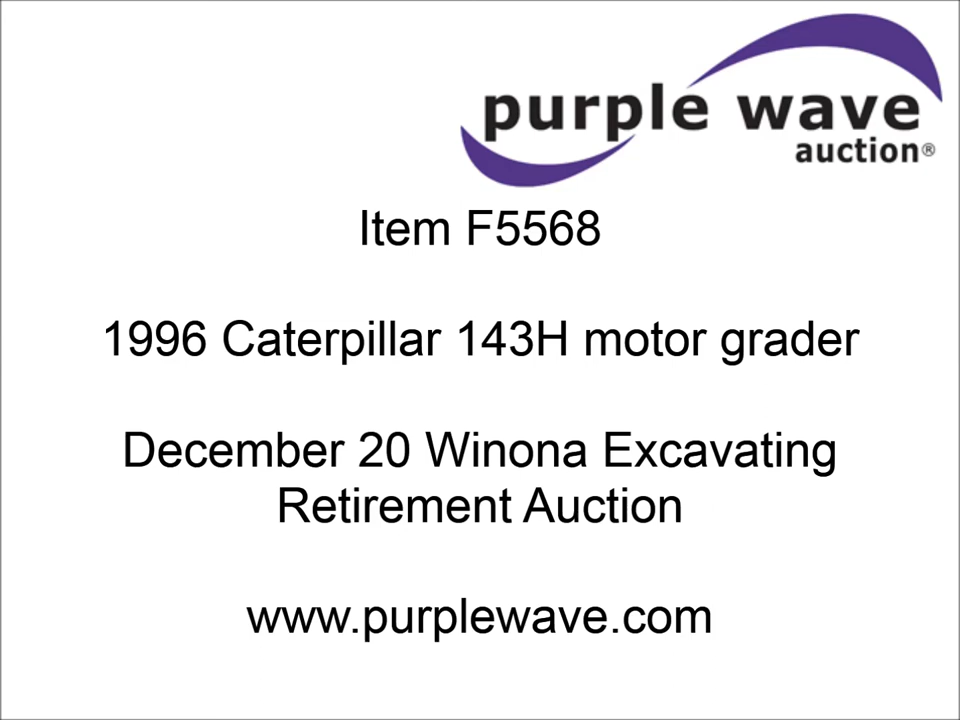 purple wave
auction®
Item F5568
1996 Caterpillar 143H motor grader
December 20 Winona Excavating
Retirement Auction
www.purplewave.com